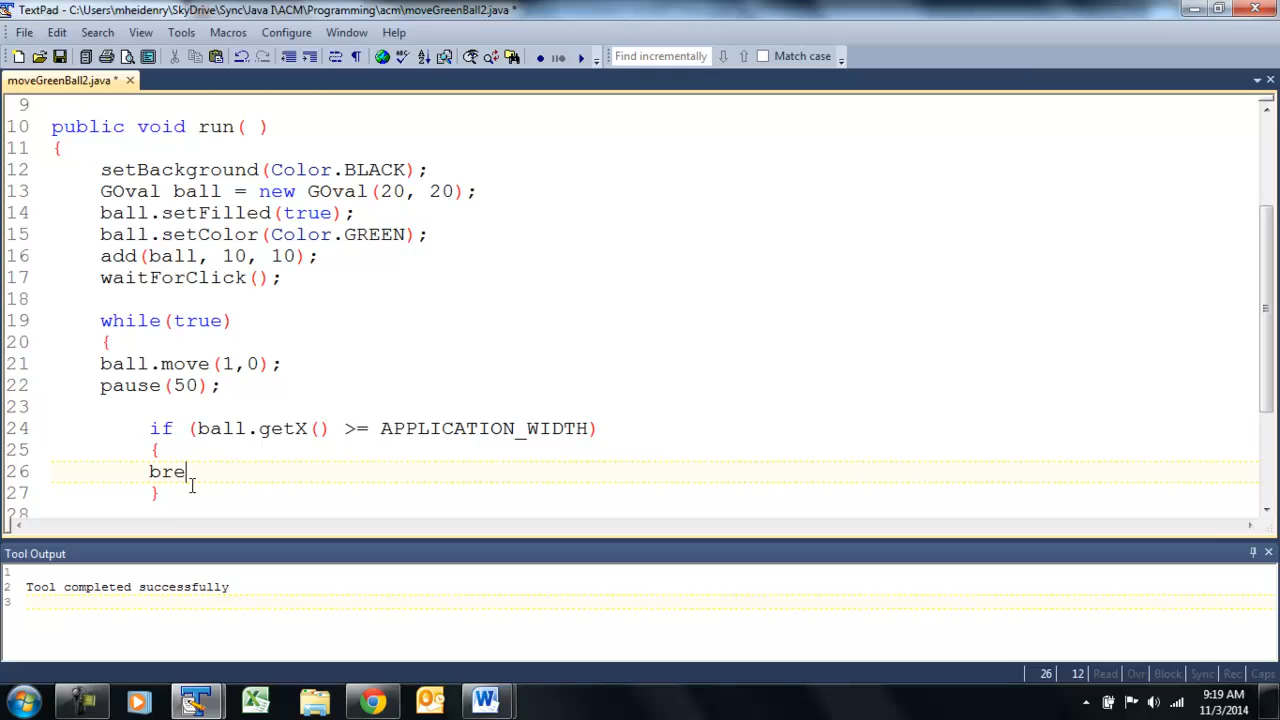 TextPad - C:\Users\mheidenry\SkyDrive\Sync\Java I\ACM\Programming\acm\moveGreenBall2.java *
File Edit Search View Tools Macros Configure Window Help
Find incrementally Match case
moveGreenBall2.java *
9
10 public void run( )
11 {
12 setBackground(Color.BLACK);
13 GOval ball = new GOval(20, 20);
14 ball.setFilled(true);
15 ball.setColor(Color.GREEN);
16 add(ball, 10, 10);
17 waitForClick();
18
19 while(true)
20 {
21 ball.move(1,0);
22 pause(50);
23
24 if (ball.getX() >= APPLICATION_WIDTH)
25 {
26 bre
27 }
28
Tool Output
1
2 Tool completed successfully
3
26 12 Read Ovr Block Sync Rec Caps
9:19 AM
11/3/2014